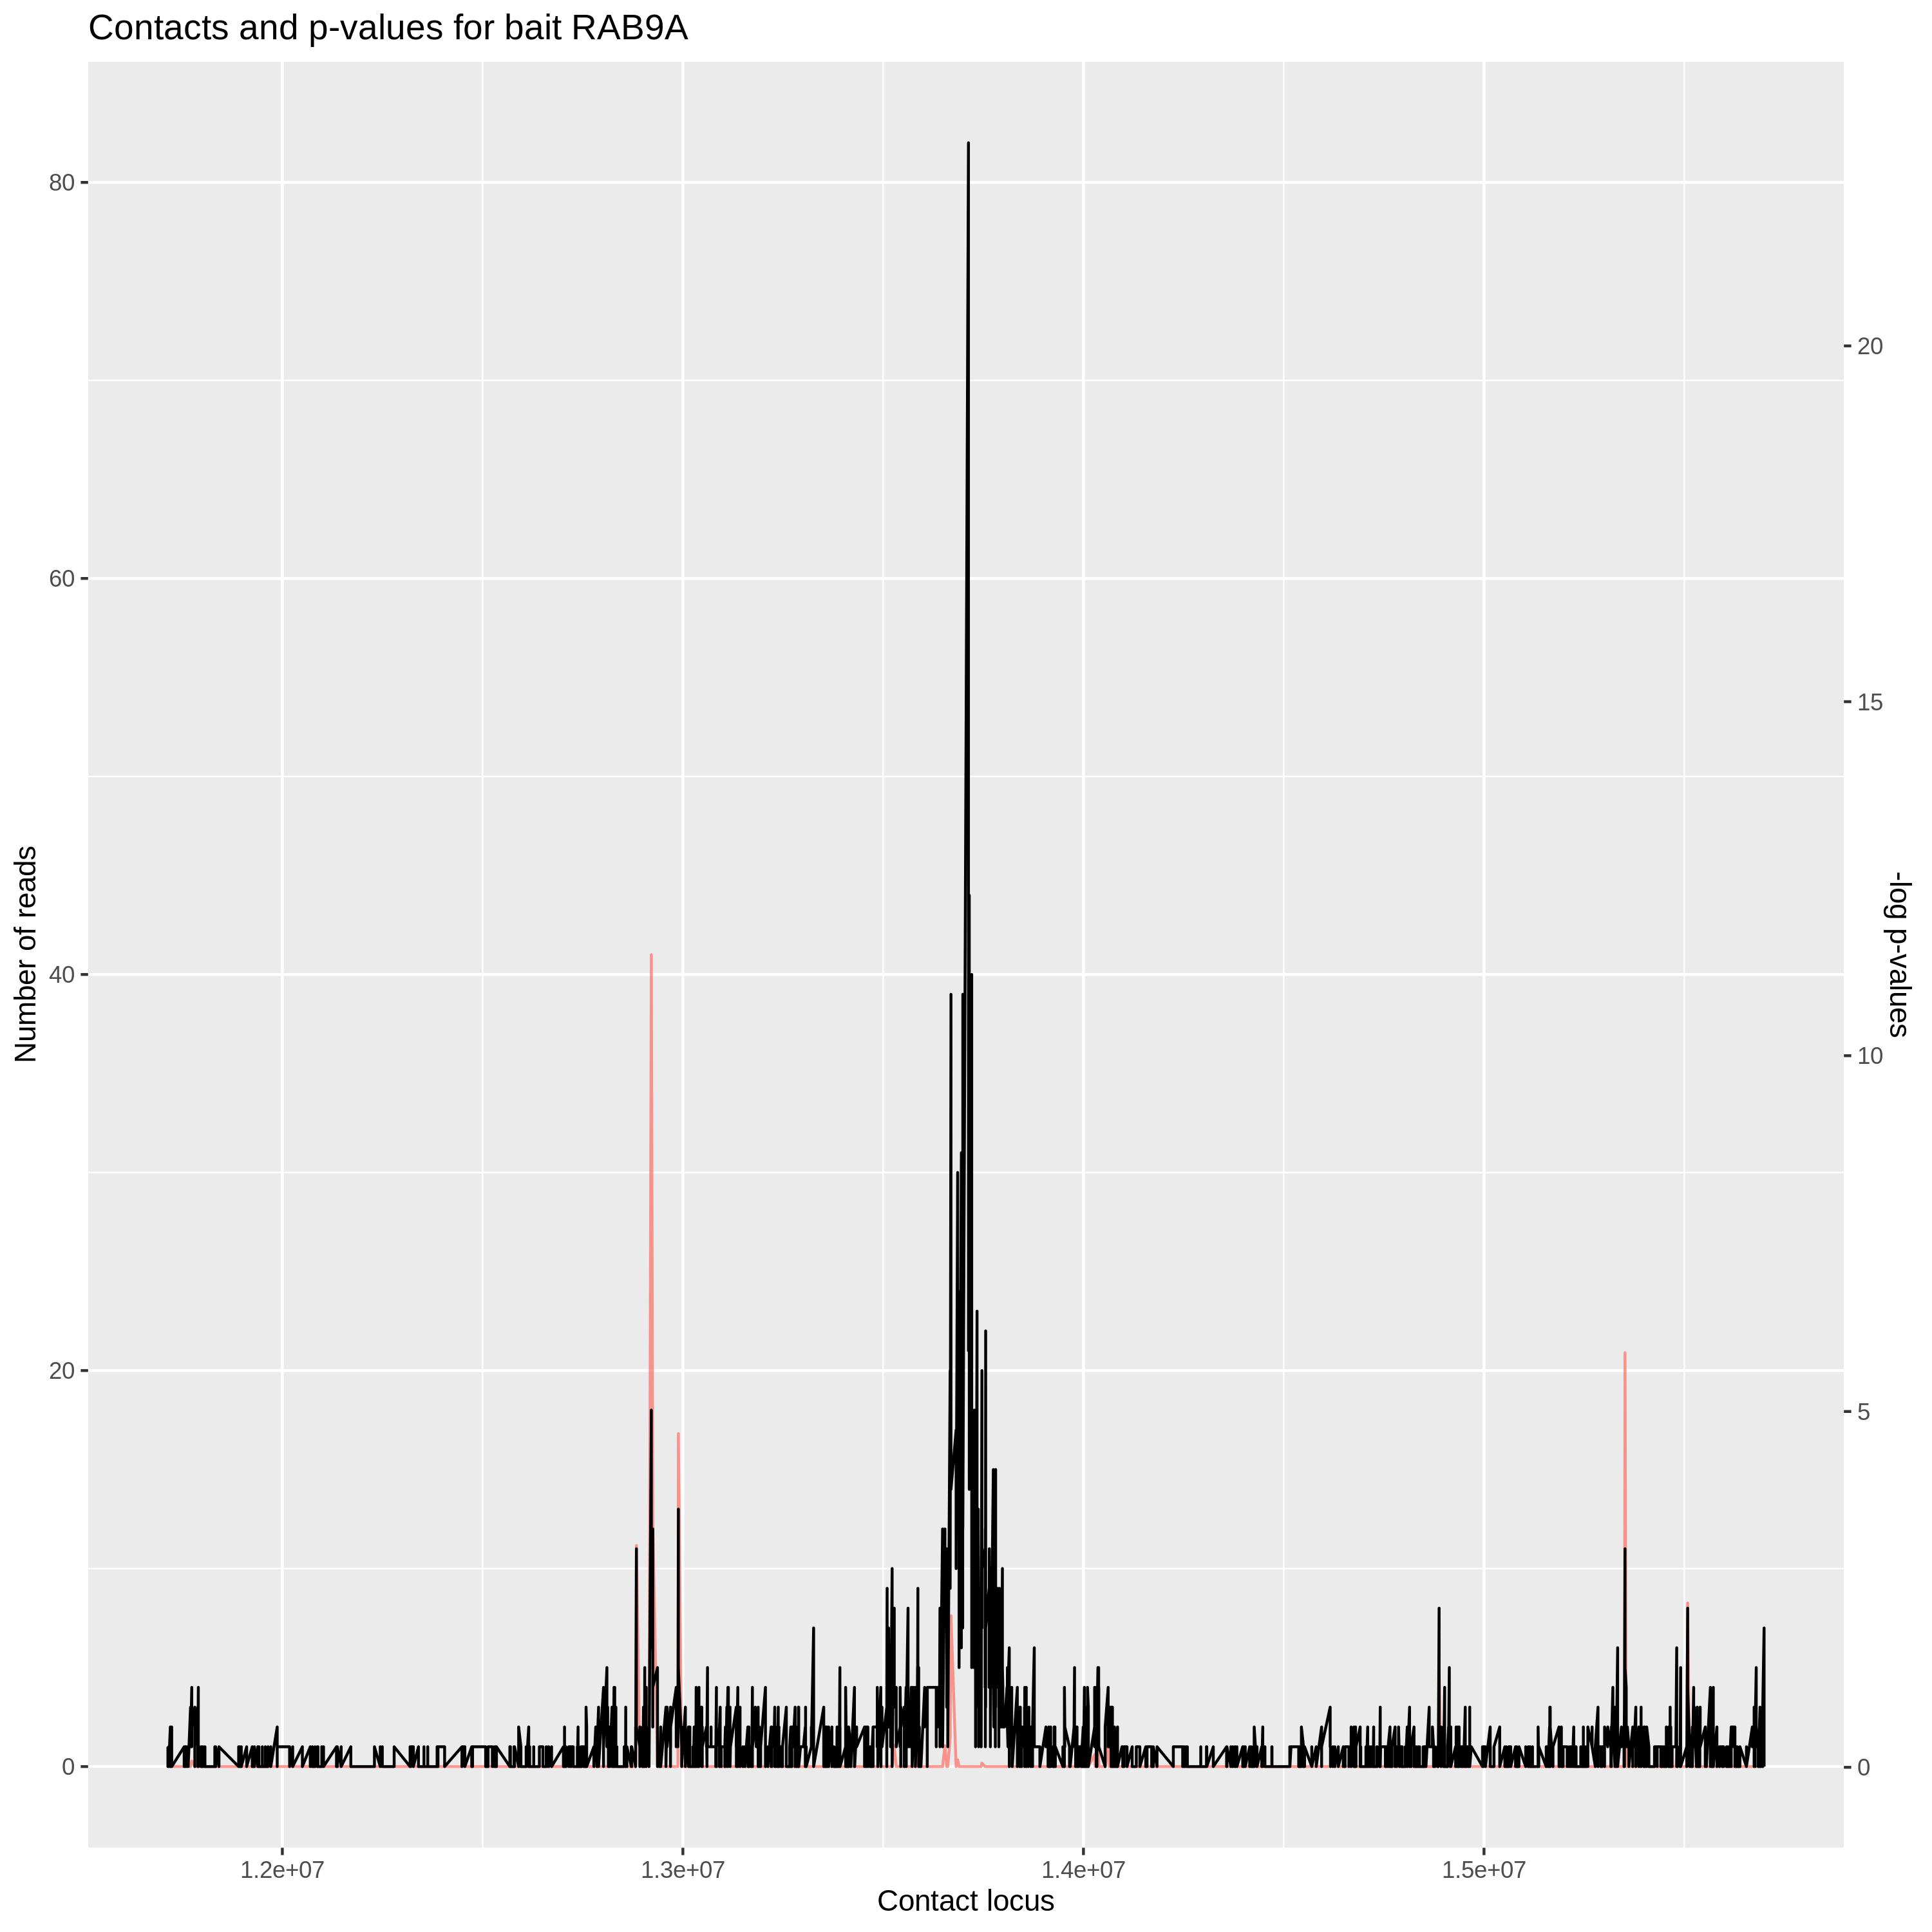 Contacts and p-values for bait RAB9A
80
60
40
20
0
Number of reads
20
15
10
5
0
-log p-values
1.2e+07 1.3e+07 1.4e+07 1.5e+07
Contact locus